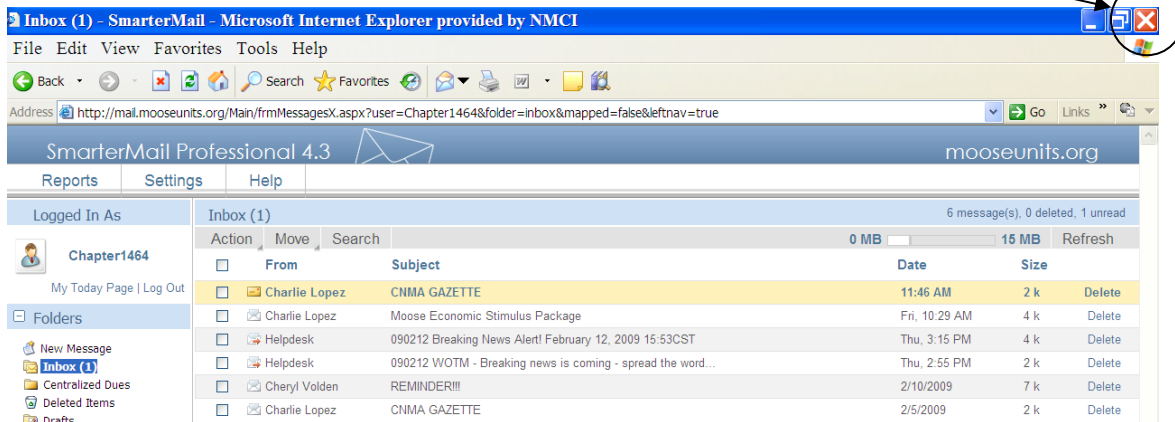 Inbox (1) - SmarterMail - Microsoft Internet Explorer provided by NMCI
File Edit View Favorites Tools Help
Back Search Favorites
Address http://mail.mooseunits.org/Main/frmMessagesX.aspx?user=Chapter1464&folder=inbox&mapped=false&leftnav=true Go Links »
SmarterMail Professional 4.3 mooseunits.org
Reports Settings Help
Logged In As Inbox (1) 6 message(s), 0 deleted, 1 unread
Action Move Search 0 MB 15 MB Refresh
Chapter1464
From Subject Date Size
My Today Page | Log Out
Charlie Lopez CNMA GAZETTE 11:46 AM 2 k Delete
Folders
Charlie Lopez Moose Economic Stimulus Package Fri, 10:29 AM 4 k Delete
New Message
Helpdesk 090212 Breaking News Alert! February 12, 2009 15:53CST Thu, 3:15 PM 4 k Delete
Inbox (1)
Helpdesk 090212 WOTM - Breaking news is coming - spread the word... Thu, 2:55 PM 2 k Delete
Centralized Dues
Cheryl Volden REMINDER!!! 2/10/2009 7 k Delete
Deleted Items
Charlie Lopez CNMA GAZETTE 2/5/2009 2 k Delete
Drafts